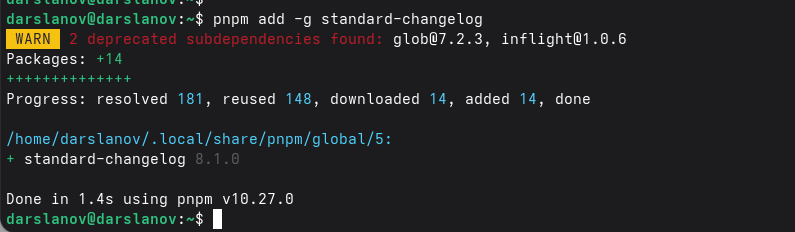 darslanov@darslanov:~$ pnpm add -g standard-changelog
WARN 2 deprecated subdependencies found: glob@7.2.3, inflight@1.0.6
Packages: +14
++++++++++++++
Progress: resolved 181, reused 148, downloaded 14, added 14, done
/home/darslanov/.local/share/pnpm/global/5:
+ standard-changelog 8.1.0
Done in 1.4s using pnpm v10.27.0
darslanov@darslanov:~$